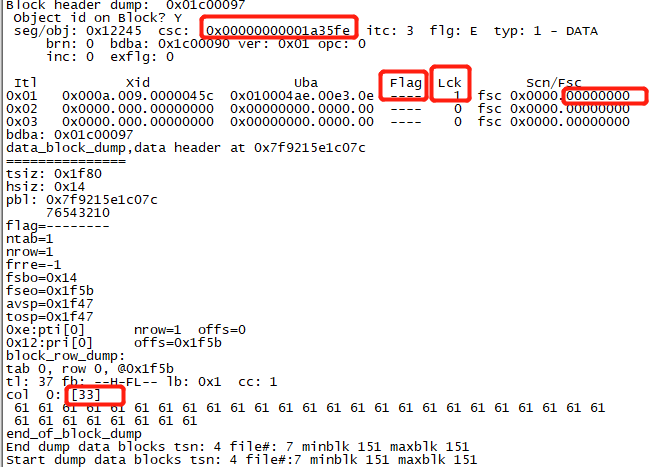 Block header dump:  0x01c00097
 Object id on Block? Y
 seg/obj: 0x12245  csc:  0x00000000001a35fe  itc: 3  flg: E  typ: 1 - DATA
     brn: 0  bdba: 0x1c00090 ver: 0x01 opc: 0
     inc: 0  exflg: 0
 Itl           Xid                  Uba         Flag  Lck        Scn/Fsc
0x01   0x000a.009.0000045c  0x010004ae.00e3.0e  ----    1  fsc 0x0000.00000000
0x02   0x0000.000.00000000  0x00000000.0000.00  ----    0  fsc 0x0000.00000000
0x03   0x0000.000.00000000  0x00000000.0000.00  ----    0  fsc 0x0000.00000000
bdba: 0x01c00097
data_block_dump,data header at 0x7f9215e1c07c
===============
tsiz: 0x1f80
hsiz: 0x14
pbl: 0x7f9215e1c07c
     76543210
flag=--------
ntab=1
nrow=1
frre=-1
fsbo=0x14
fseo=0x1f5b
avsp=0x1f47
tosp=0x1f47
0xe:pti[0]      nrow=1  offs=0
0x12:pri[0]     offs=0x1f5b
block_row_dump:
tab 0, row 0, @0x1f5b
tl: 37 fb: --H-FL-- lb: 0x1  cc: 1
col  0: [33]
 61 61 61 61 61 61 61 61 61 61 61 61 61 61 61 61 61 61 61 61 61 61 61 61 61
 61 61 61 61 61 61 61 61
end_of_block_dump
End dump data blocks tsn: 4 file#: 7 minblk 151 maxblk 151
Start dump data blocks tsn: 4 file#:7 minblk 151 maxblk 151